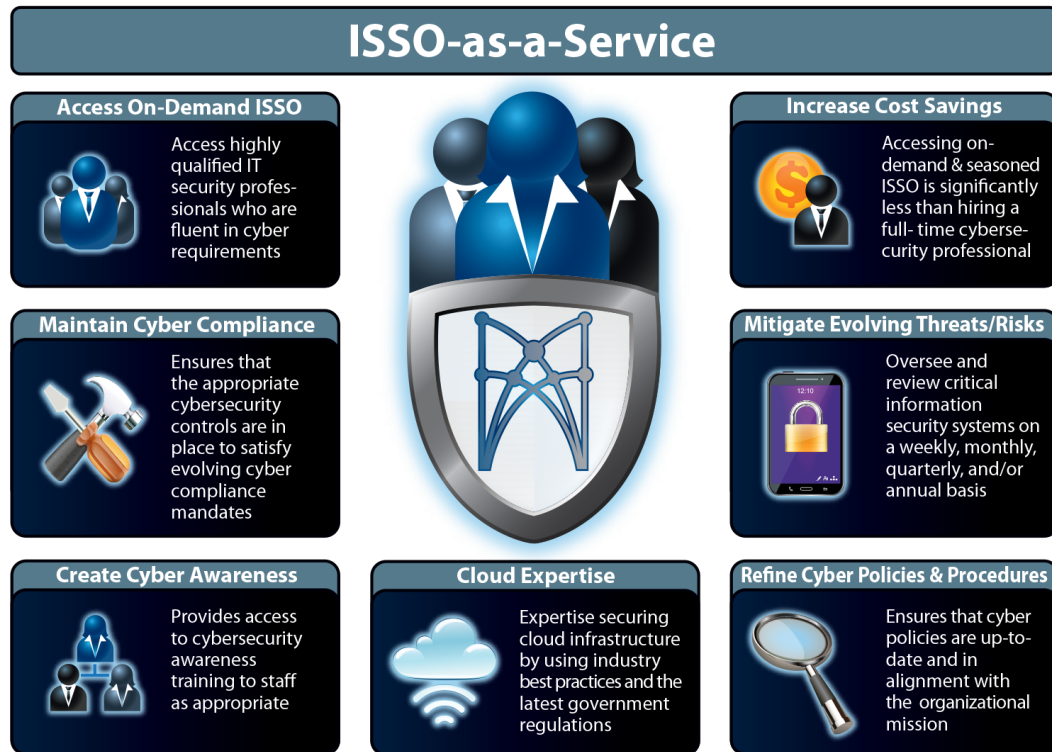 ISSO-as-a-Service
Access On-Demand ISSO
Access highly
qualified IT
security profes-
sionals who are
fluent in cyber
requirements
Increase Cost Savings
Accessing on-
demand & seasoned
ISSO is significantly
less than hiring a
full- time cyberse-
curity professional
Maintain Cyber Compliance
Ensures that
the appropriate
cybersecurity
controls are in
place to satisfy
evolving cyber
compliance
mandates
Mitigate Evolving Threats/Risks
12:10
Oversee and
review critical
information
security systems on
a weekly, monthly,
quarterly, and/or
annual basis
Create Cyber Awareness
Provides access
to cybersecurity
awareness
training to staff
as appropriate
Cloud Expertise
Expertise securing
cloud infrastructure
by using industry
best practices and the
latest government
regulations
Refine Cyber Policies & Procedures
Ensures that cyber
policies are up-to-
date and in
alignment with
the organizational
mission